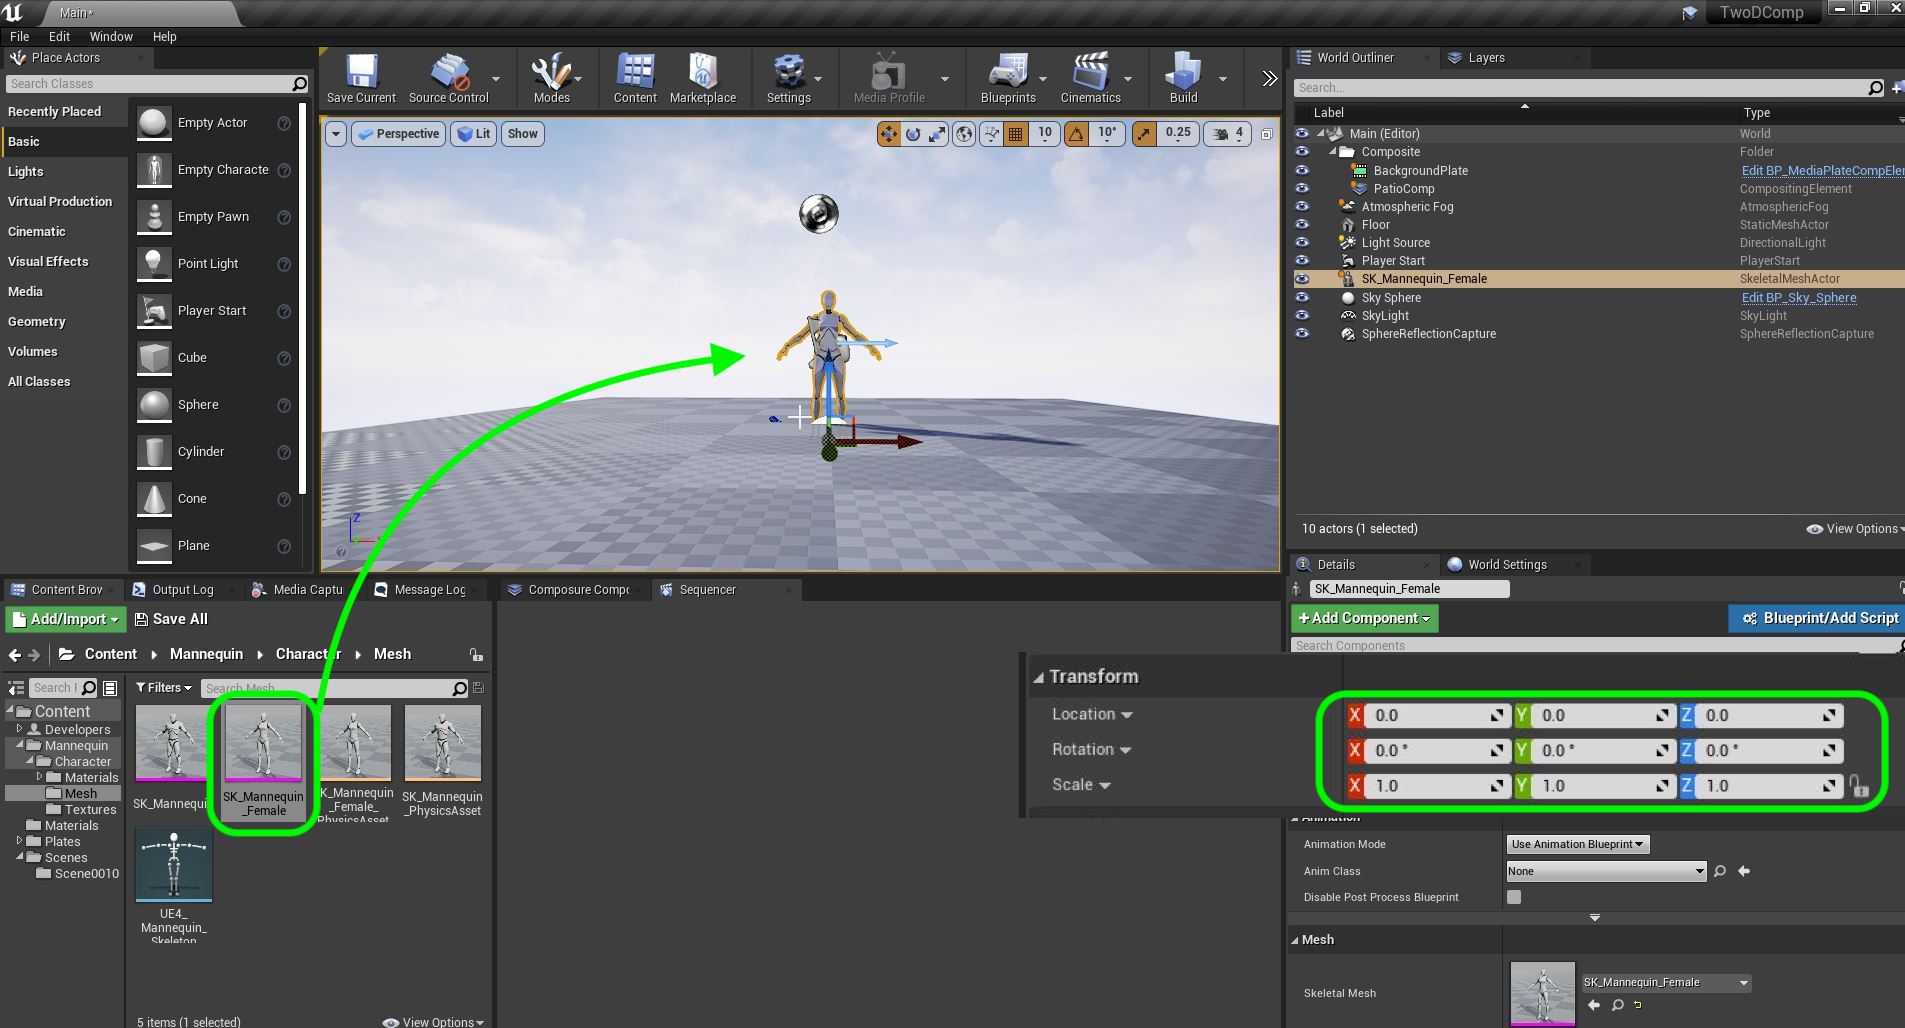 Main*
TwoDComp
File Edit Window Help
Place Actors
Search Classes
Recently Placed
Basic
Lights
Virtual Production
Cinematic
Visual Effects
Media
Geometry
Volumes
All Classes
Empty Actor
Empty Characte
Empty Pawn
Point Light
Player Start
Cube
Sphere
Cylinder
Cone
Plane
Save Current
Source Control
Modes
Content
Marketplace
Settings
Media Profile
Blueprints
Cinematics
Build
Perspective
Lit
Show
10
10°
0.25
4
Z
World Outliner
Layers
Search...
Label Type
Main (Editor) World
Composite Folder
BackgroundPlate Edit BP_MediaPlateCompEle
PatioComp CompositingElement
Atmospheric Fog AtmosphericFog
Floor StaticMeshActor
Light Source DirectionalLight
Player Start PlayerStart
SK_Mannequin_Female SkeletalMeshActor
Sky Sphere Edit BP_Sky_Sphere
SkyLight SkyLight
SphereReflectionCapture SphereReflectionCapture
10 actors (1 selected)
View Options
Content Brov
Output Log
Media Captu
Message Log
Add/Import
Save All
Content Mannequin Character Mesh
Search F
Filters
Search Mesh
Content
Developers
Mannequin
Character
Materials
Mesh
Textures
Materials
Plates
Scenes
Scene0010
SK_Mannequi
SK_Mannequin
_Female
SK_Mannequin
_Female_
PhysicsAsset
SK_Mannequin
_PhysicsAsset
UE4_
Mannequin_
Skeleton
5 items (1 selected)
View Options
Composure Compo
Sequencer
Details
World Settings
SK_Mannequin_Female
+ Add Component
Blueprint/Add Script
Search Components
Transform
Location X 0.0 Y 0.0 Z 0.0
Rotation X 0.0 ° Y 0.0 ° Z 0.0 °
Scale X 1.0 Y 1.0 Z 1.0
Animation
Animation Mode Use Animation Blueprint
Anim Class None
Disable Post Process Blueprint
Mesh
Skeletal Mesh SK_Mannequin_Female